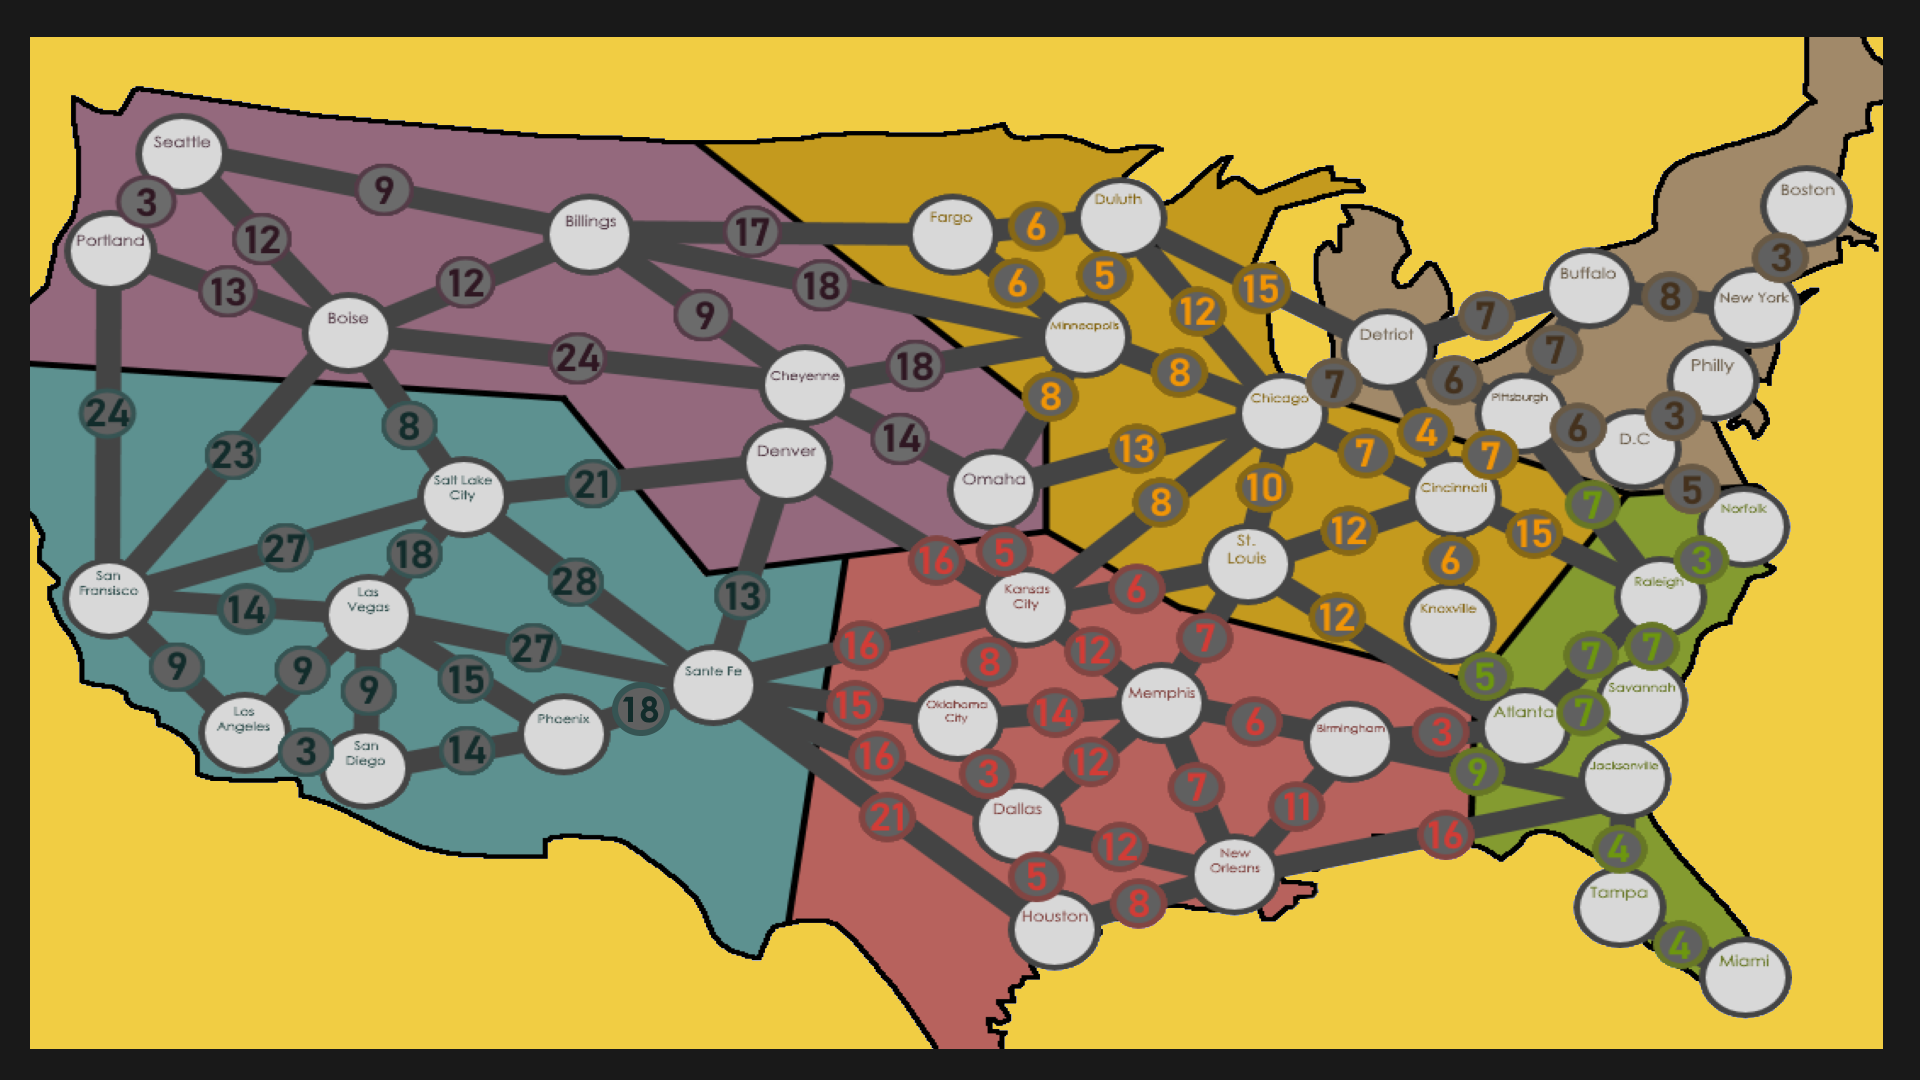 Seattle
Boston
Duluth
9
3
Fargo
Billings
6
17
12
Portland
3
Buffalo
5
6
18
15
12
13
8
New York
12
9
7
Boise
Minneapolis
Detriot
7
24
18
8
Philly
Cheyenne
7
6
8
Chicago
Pittsburgh
24
3
8
4
6
14
D.C
13
7
7
23
Denver
Omaha
Salt Lake
City
21
10
Cincinnati
5
8
7
Norfolk
12
15
27
18
St.
Louis
5
16
6
3
San
Fransisco
28
6
Kansas
City
Raleigh
13
14
Las
Vegas
Knoxville
12
7
16
27
12
7
7
9
9
8
15
5
Sante Fe
9
Memphis
Savannah
18
15
Oklahoma
City
14
Los
Angeles
Phoenix
6
7
Atlanta
Birmingham
3
3
San
Diego
14
16
12
3
9
Jacksonville
7
11
Dallas
21
16
12
4
New
Orleans
5
Tampa
8
Houston
4
Miami